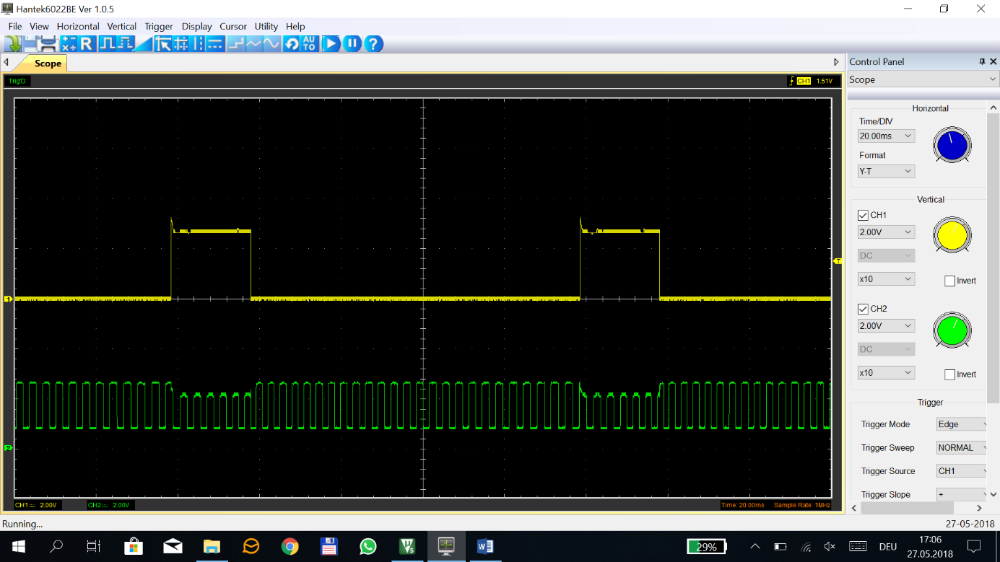 Hantek6022BE Ver 1.0.5
File View Horizontal Vertical Trigger Display Cursor Utility Help
R AU TO ?
Scope
Control Panel
Scope
Trig'D
CH1 1.51V
Horizontal
Time/DIV
20.00ms
Format
Y-T
Vertical
CH1
2.00V
DC
x10
Invert
CH2
2.00V
DC
x10
Invert
Trigger
Trigger Mode Edge
Trigger Sweep NORMAL
Trigger Source CH1
Trigger Slope +
T
1
2
CH1 2.00V
CH2 2.00V
Time: 20.00ms Sample Rate: 1MHz
Running...
27-05-2018
29%
DEU
17:06
27.05.2018